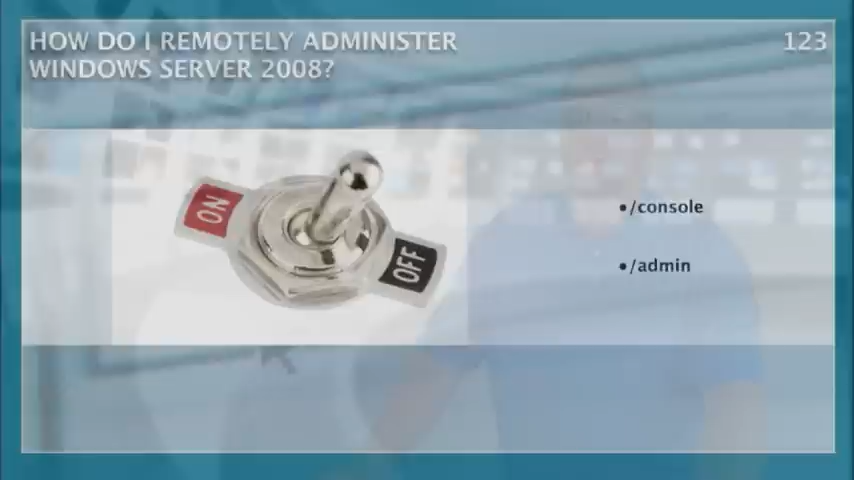 HOW DO I REMOTELY ADMINISTER
WINDOWS SERVER 2008?
123
ON
OFF
•/console
•/admin